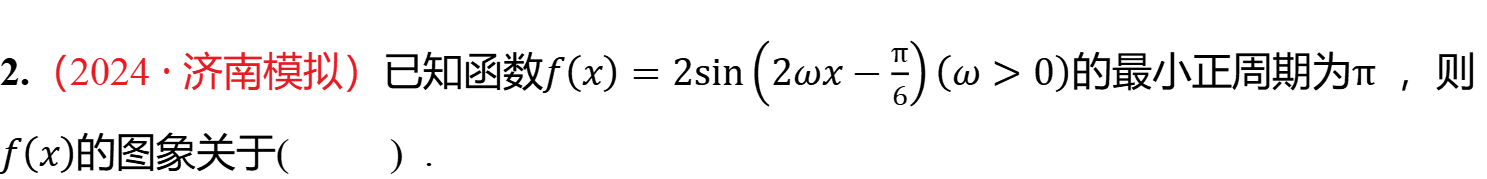 2.（2024 · 济南模拟）已知函数f(x) = 2sin(2ωx − π/6)(ω > 0)的最小正周期为π ，则
f(x)的图象关于(  ) .